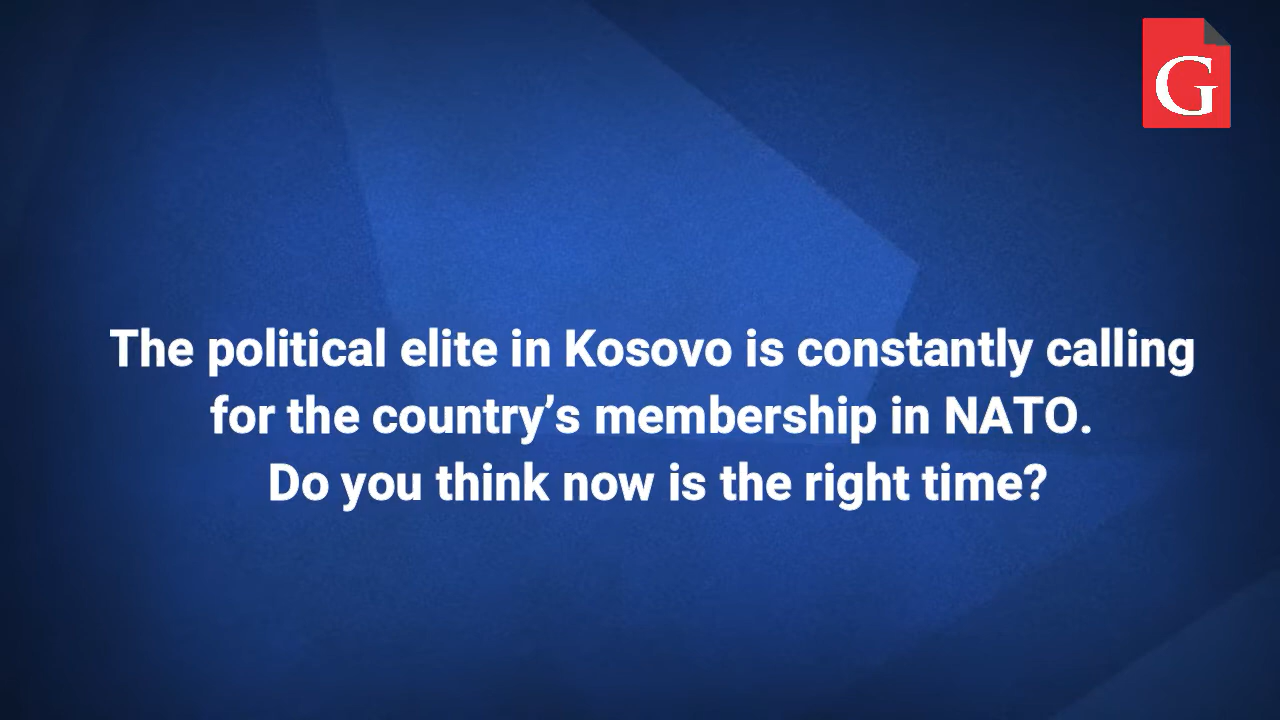 G
The political elite in Kosovo is constantly calling
for the country’s membership in NATO.
Do you think now is the right time?